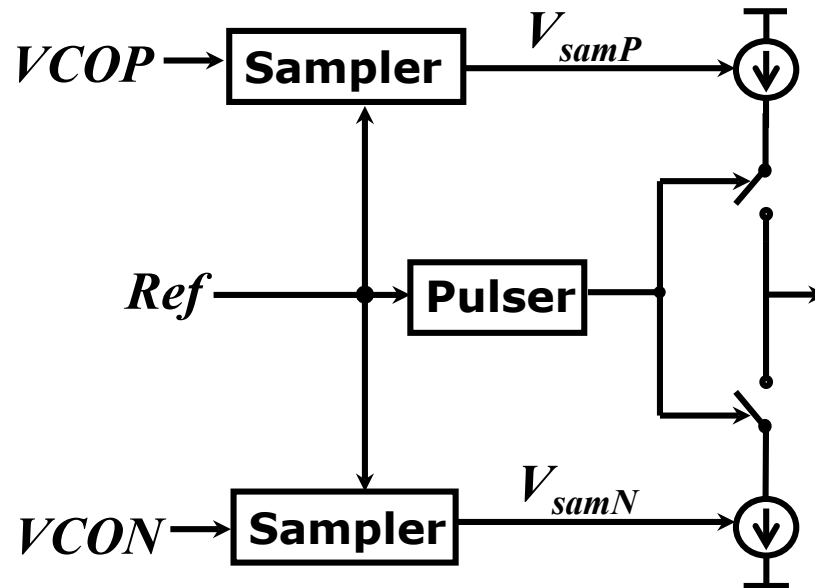 VCOP
Sampler
VsamP
Ref
Pulser
VCON
Sampler
VsamN